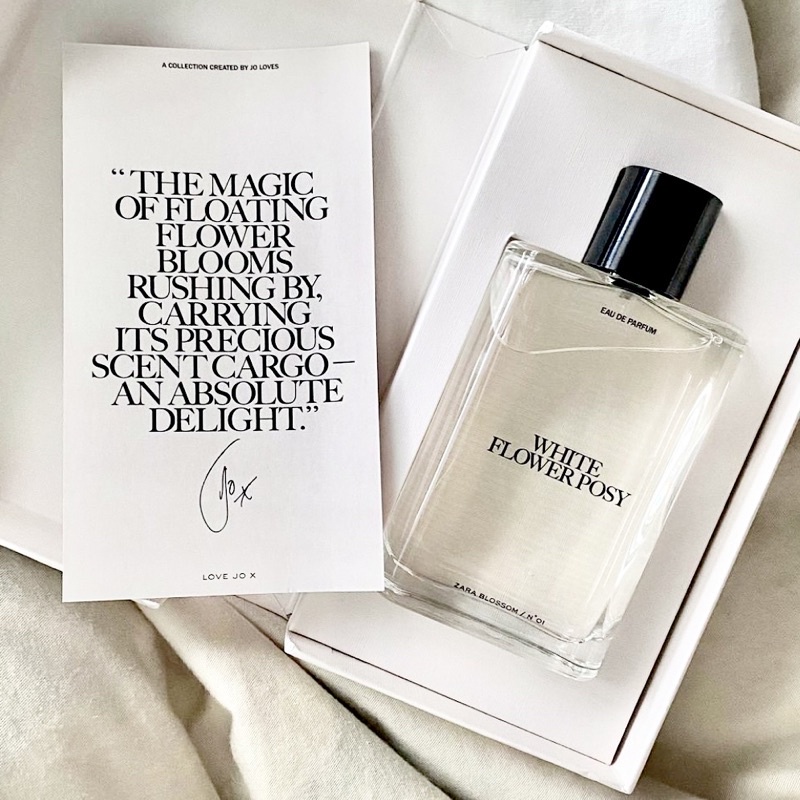 A COLLECTION CREATED BY JO LOVES
“THE MAGIC
OF FLOATING
FLOWER
BLOOMS
RUSHING BY,
CARRYING
ITS PRECIOUS
SCENT CARGO—
AN ABSOLUTE
DELIGHT.”
Jo x
LOVE JO X
EAU DE PARFUM
WHITE
FLOWER POSY
ZARA BLOSSOM / N°01